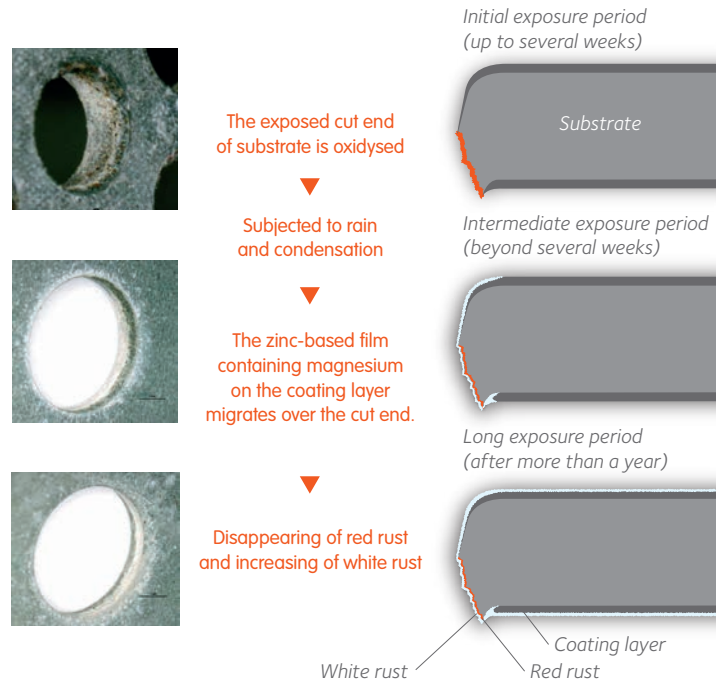 Initial exposure period
(up to several weeks)
The exposed cut end
of substrate is oxidysed
Substrate
Subjected to rain
and condensation
Intermediate exposure period
(beyond several weeks)
The zinc-based film
containing magnesium
on the coating layer
migrates over the cut end.
Long exposure period
(after more than a year)
Disappearing of red rust
and increasing of white rust
Coating layer
White rust
Red rust